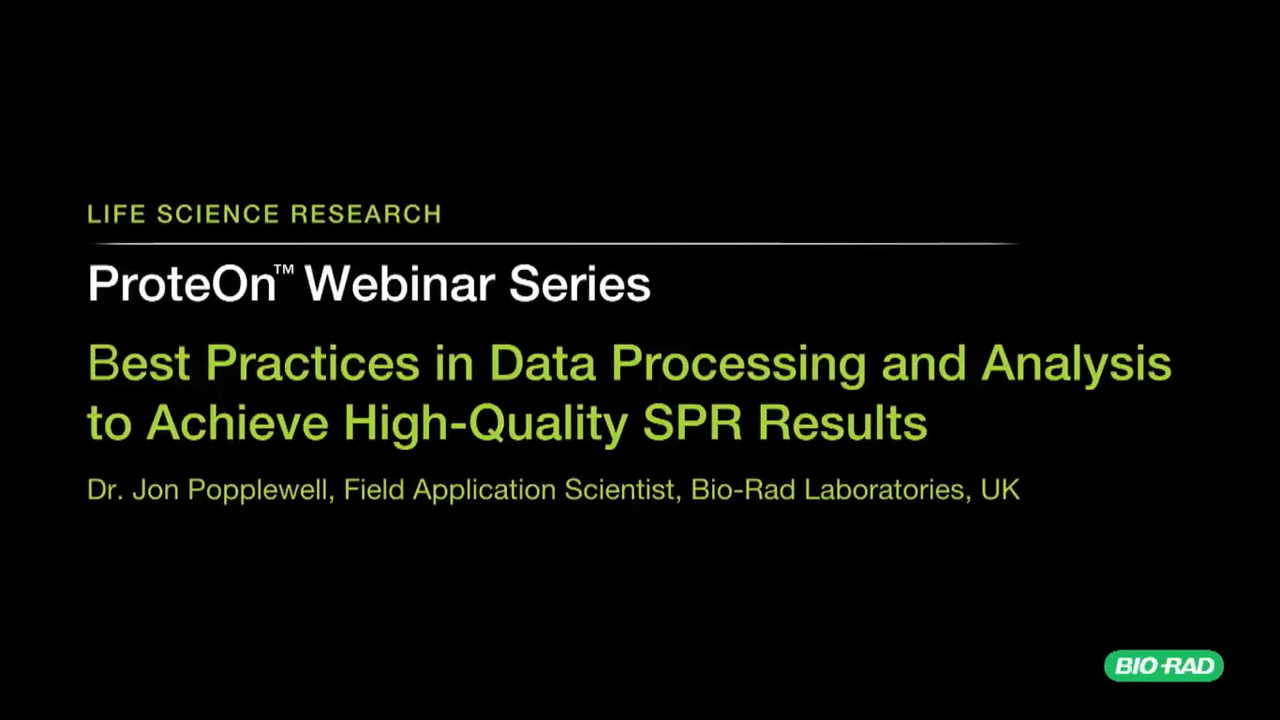 LIFE SCIENCE RESEARCH
ProteOn™ Webinar Series
Best Practices in Data Processing and Analysis
to Achieve High-Quality SPR Results
Dr. Jon Popplewell, Field Application Scientist, Bio-Rad Laboratories, UK
BIO-RAD